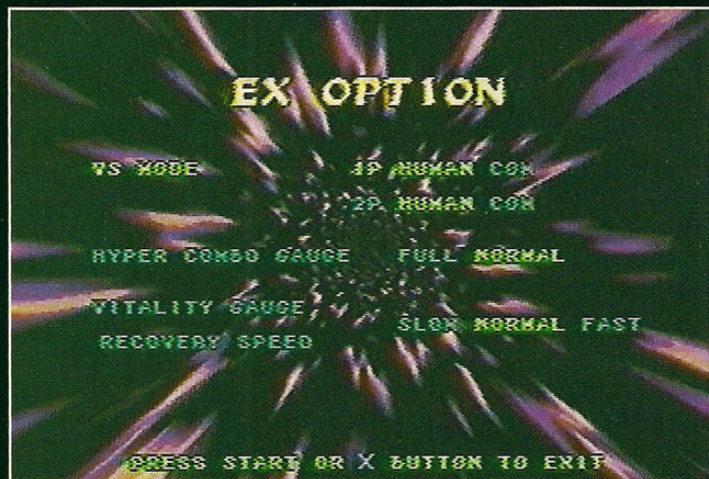 EX OPTION
VS MODE 1P HUMAN COM
2P HUMAN COM
HYPER COMBO GAUGE FULL NORMAL
VITALITY GAUGE
RECOVERY SPEED SLOW NORMAL FAST
PRESS START OR X BUTTON TO EXIT